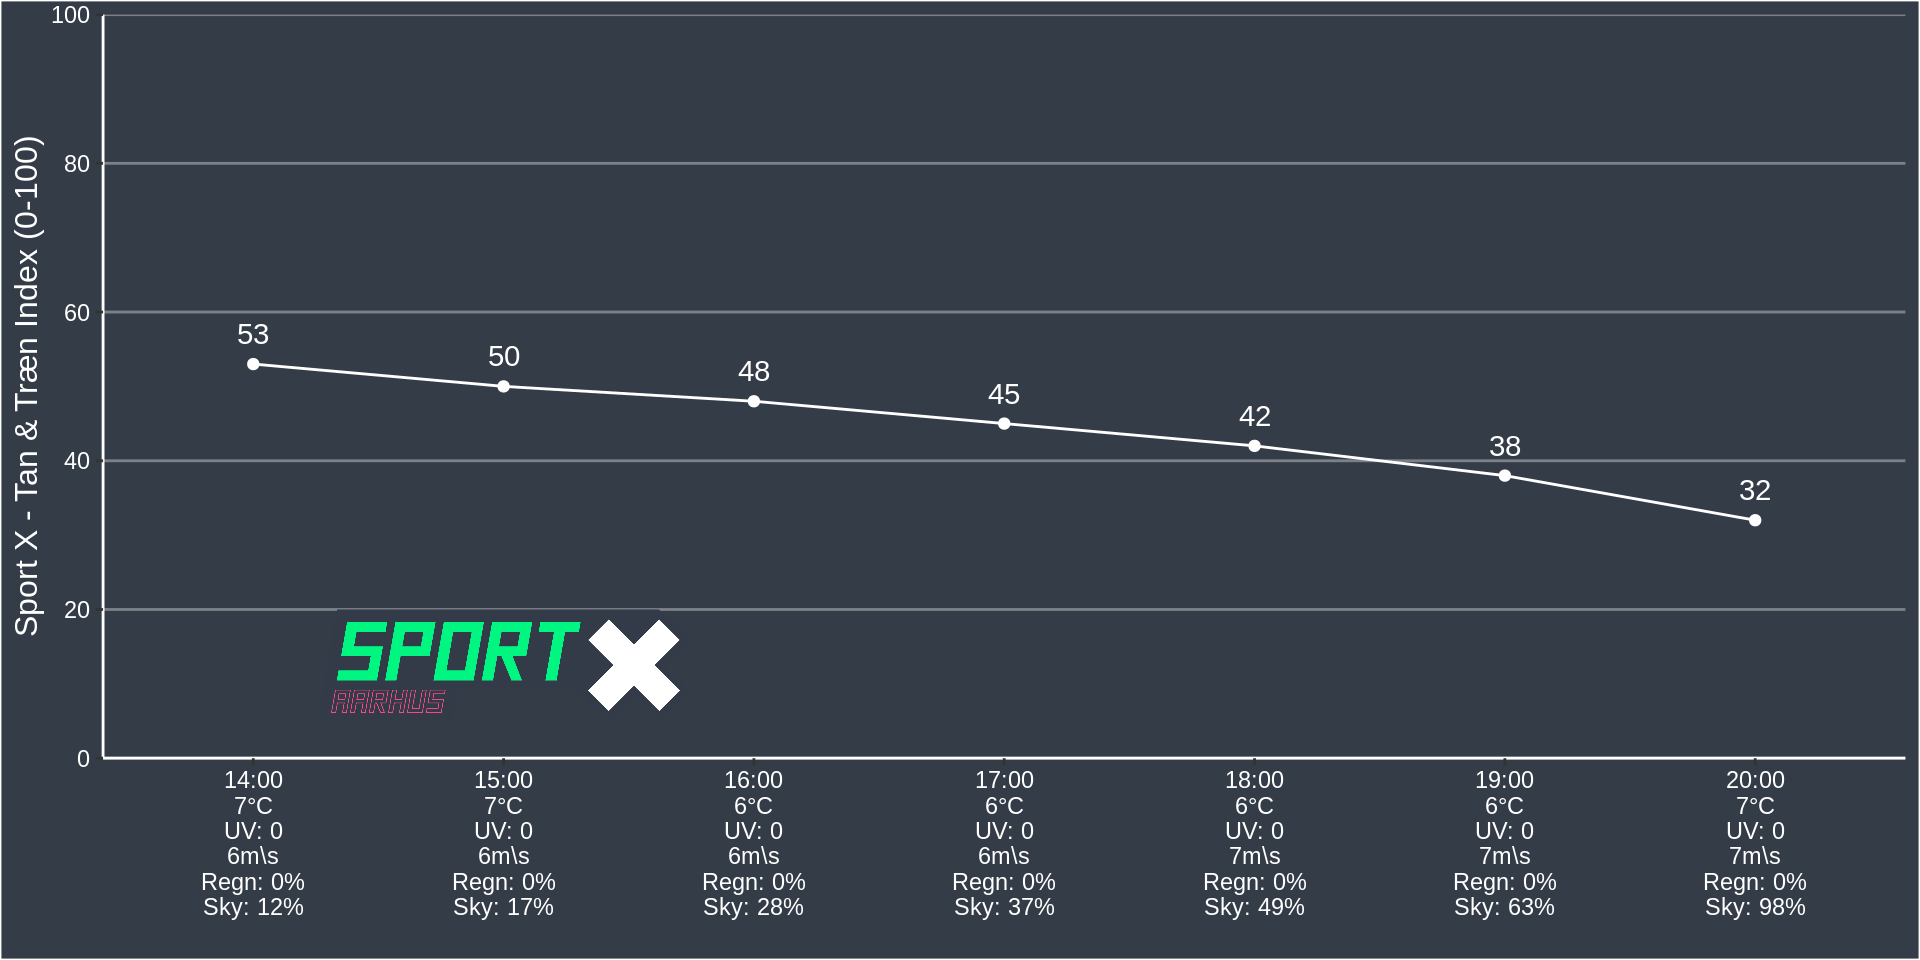 Sport X - Tan & Træn Index (0-100)
100
80
60
40
20
0
53
50
48
45
42
38
32
SPORT X
AARHUS
14:00 15:00 16:00 17:00 18:00 19:00 20:00
7°C 7°C 6°C 6°C 6°C 6°C 7°C
UV: 0 UV: 0 UV: 0 UV: 0 UV: 0 UV: 0 UV: 0
6m\s 6m\s 6m\s 6m\s 7m\s 7m\s 7m\s
Regn: 0% Regn: 0% Regn: 0% Regn: 0% Regn: 0% Regn: 0% Regn: 0%
Sky: 12% Sky: 17% Sky: 28% Sky: 37% Sky: 49% Sky: 63% Sky: 98%